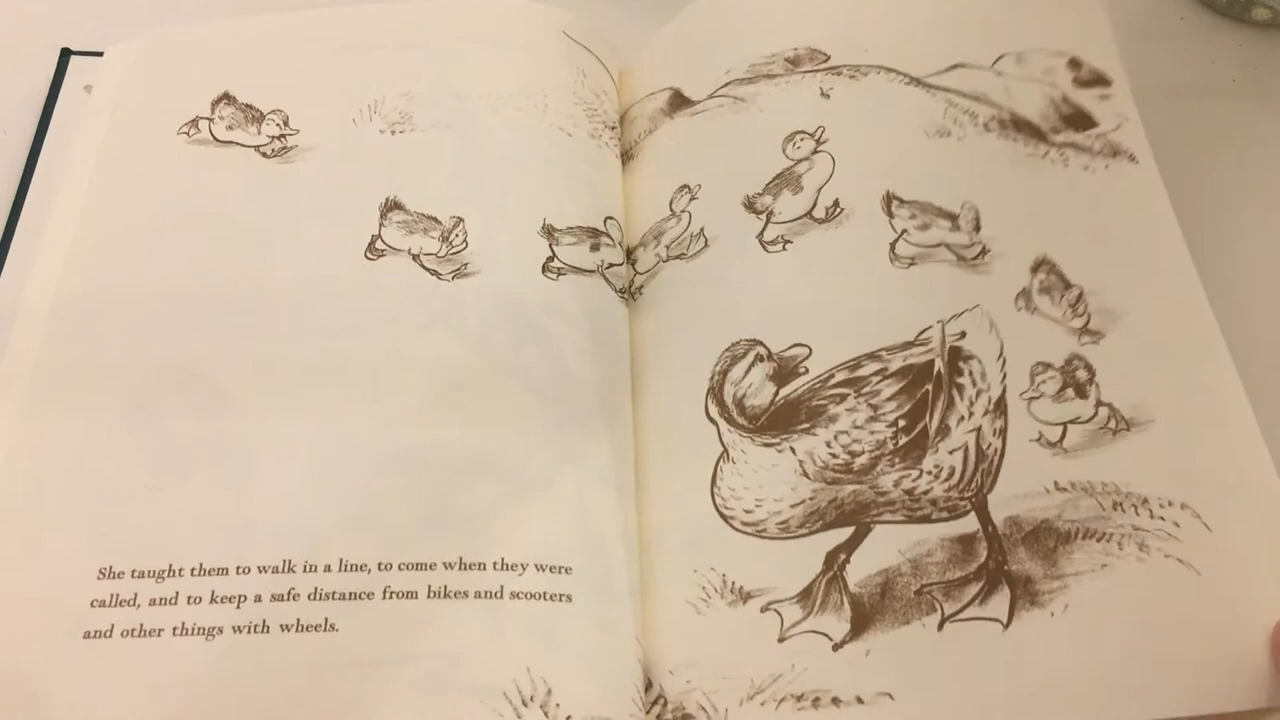 She taught them to walk in a line, to come when they were
called, and to keep a safe distance from bikes and scooters
and other things with wheels.